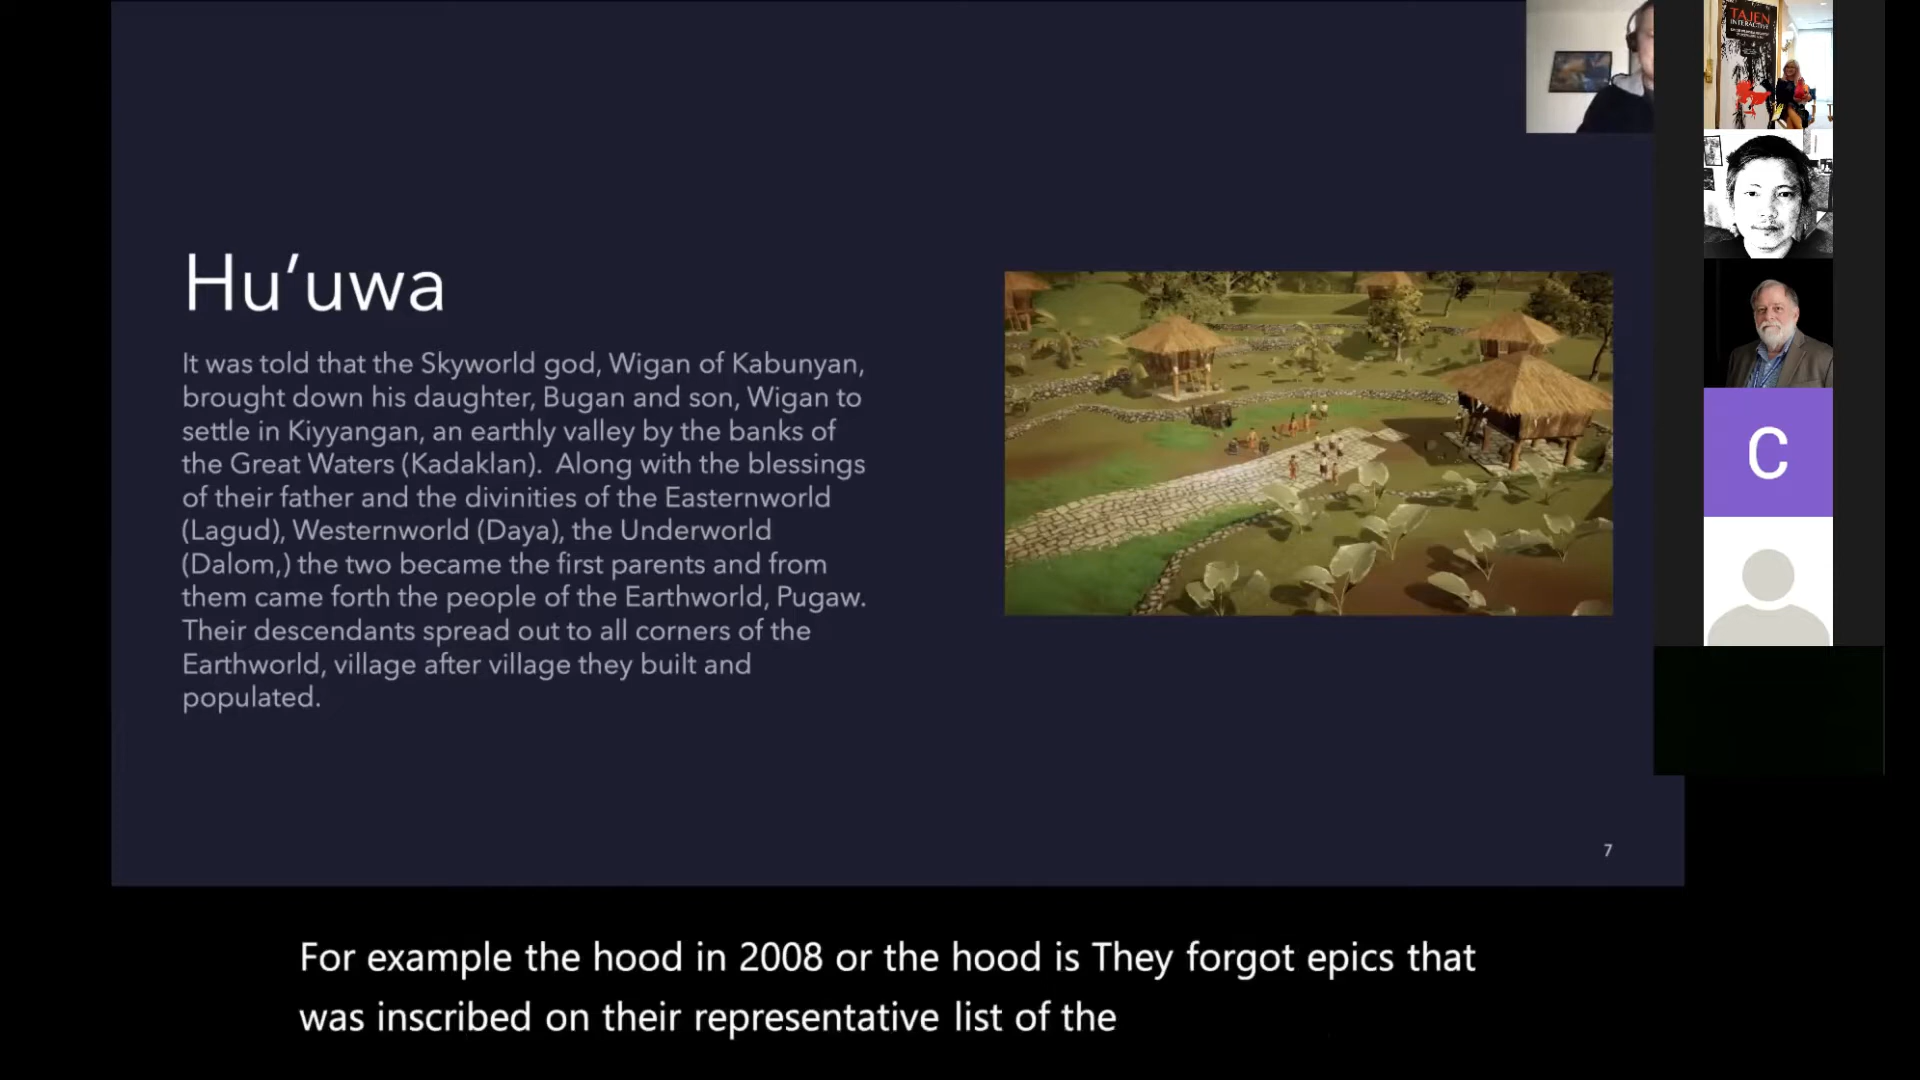 TAJEN
INTERACTIVE
Hu’uwa
It was told that the Skyworld god, Wigan of Kabunyan,
brought down his daughter, Bugan and son, Wigan to
settle in Kiyyangan, an earthly valley by the banks of
the Great Waters (Kadaklan).  Along with the blessings
of their father and the divinities of the Easternworld
(Lagud), Westernworld (Daya), the Underworld
(Dalom,) the two became the first parents and from
them came forth the people of the Earthworld, Pugaw.
Their descendants spread out to all corners of the
Earthworld, village after village they built and
populated.
C
7
For example the hood in 2008 or the hood is They forgot epics that
was inscribed on their representative list of the